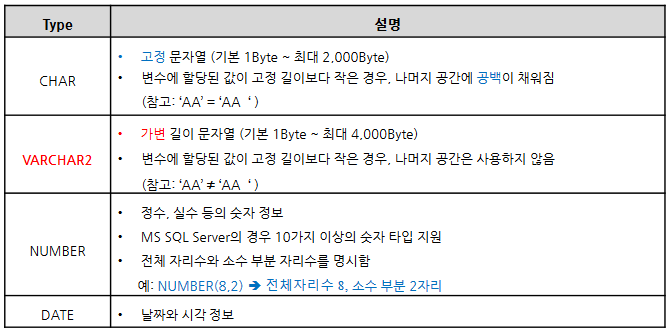 Type 설명
CHAR
• 고정 문자열 (기본 1Byte ~ 최대 2,000Byte)
• 변수에 할당된 값이 고정 길이보다 작은 경우, 나머지 공간에 공백이 채워짐
(참고: ‘AA’ = ‘AA ‘ )
VARCHAR2
• 가변 길이 문자열 (기본 1Byte ~ 최대 4,000Byte)
• 변수에 할당된 값이 고정 길이보다 작은 경우, 나머지 공간은 사용하지 않음
(참고: ‘AA’ ≠ ‘AA ‘ )
NUMBER
• 정수, 실수 등의 숫자 정보
• MS SQL Server의 경우 10가지 이상의 숫자 타입 지원
• 전체 자리수와 소수 부분 자리수를 명시함
예: NUMBER(8,2) ➔ 전체자리수 8, 소수 부분 2자리
DATE
• 날짜와 시각 정보